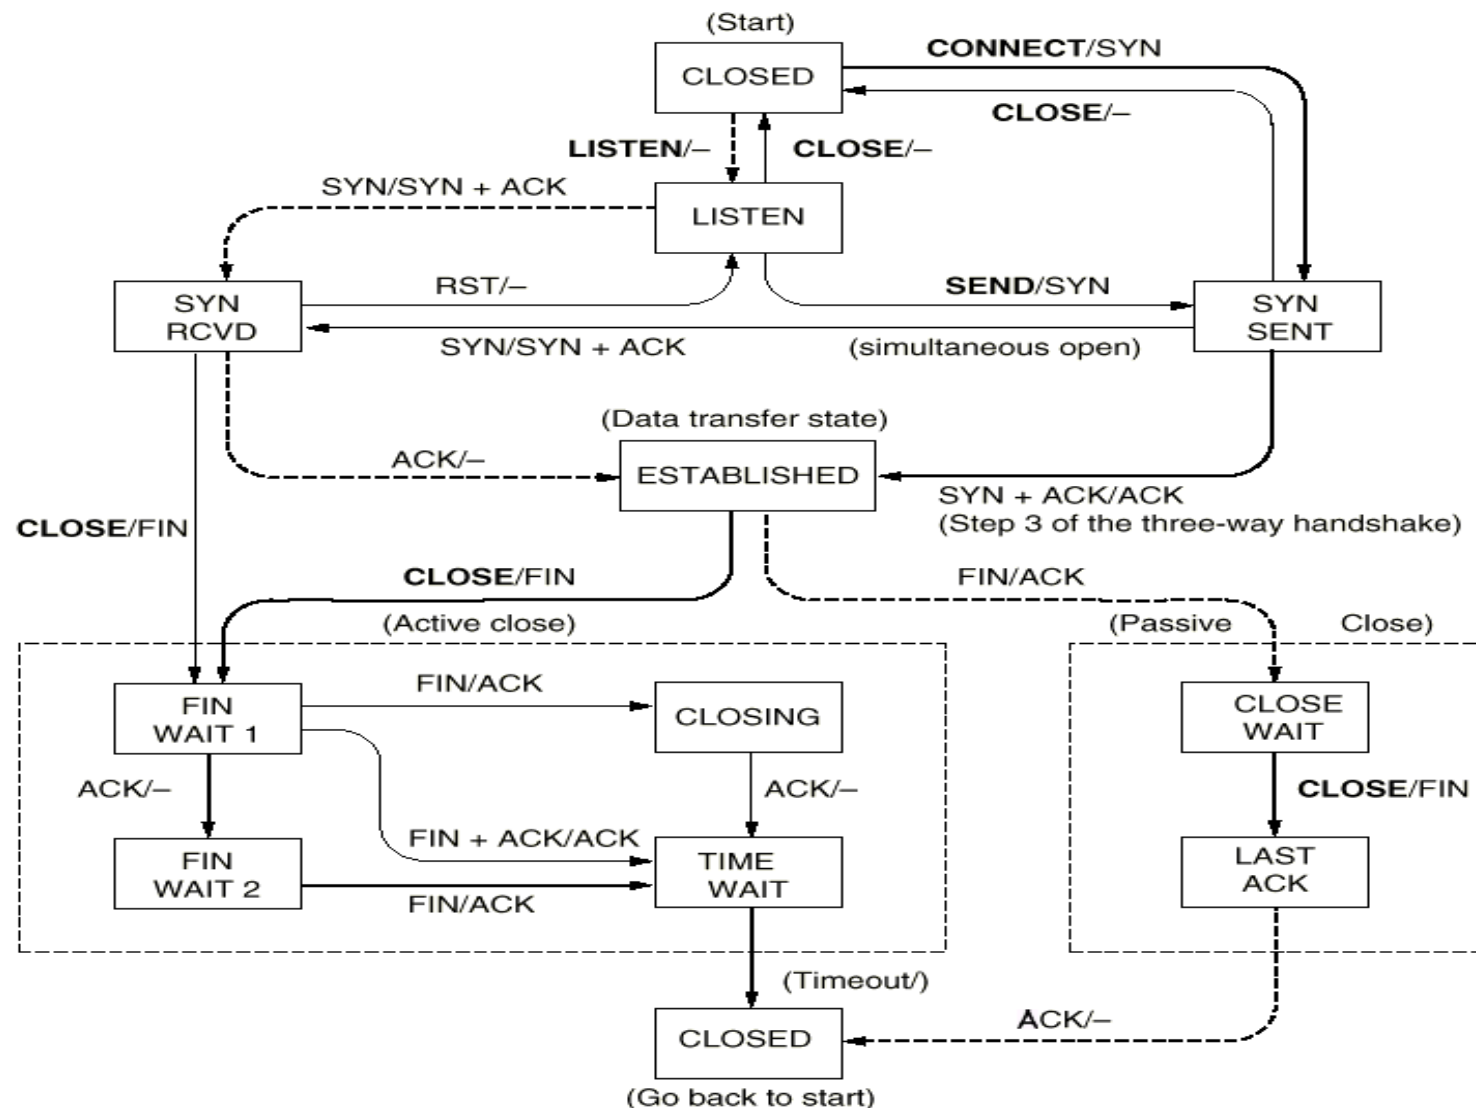 (Start)
CLOSED
CONNECT/SYN
CLOSE/–
LISTEN/–
CLOSE/–
SYN/SYN + ACK
LISTEN
RST/–
SEND/SYN
SYN
RCVD
SYN
SENT
SYN/SYN + ACK
(simultaneous open)
(Data transfer state)
ACK/–
ESTABLISHED
SYN + ACK/ACK
(Step 3 of the three-way handshake)
CLOSE/FIN
CLOSE/FIN
FIN/ACK
(Active close)
(Passive Close)
FIN
WAIT 1
FIN/ACK
CLOSING
CLOSE
WAIT
ACK/–
ACK/–
CLOSE/FIN
FIN + ACK/ACK
FIN
WAIT 2
TIME
WAIT
LAST
ACK
FIN/ACK
(Timeout/)
CLOSED
ACK/–
(Go back to start)